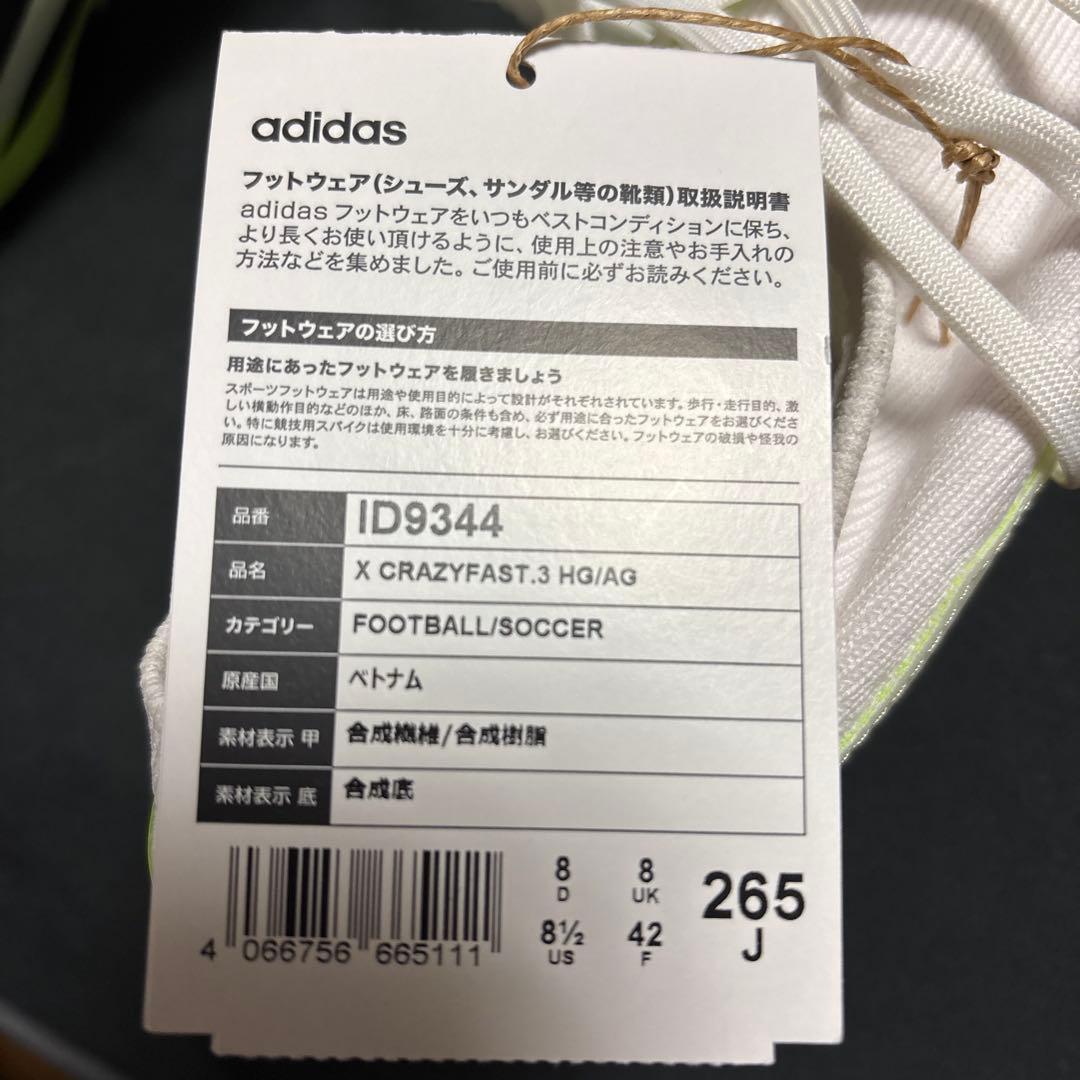 adidas
フットウェア(シューズ、サンダル等の靴類)取扱説明書
adidas フットウェアをいつもベストコンディションに保ち、
より長くお使い頂けるように、使用上の注意やお手入れの
方法などを集めました。ご使用前に必ずお読みください。
フットウェアの選び方
用途にあったフットウェアを履きましょう
スポーツフットウェアは用途や使用目的によって設計がそれぞれされています。歩行・走行目的、激
しい横動作目的などのほか、床、路面の条件も含め、必ず用途に合ったフットウェアをお選びくださ
い。特に競技用スパイクは使用環境を十分に考慮し、お選びください。フットウェアの破損や怪我の
原因になります。
品番 ID9344
品名 X CRAZYFAST.3 HG/AG
カテゴリー FOOTBALL/SOCCER
原産国 ベトナム
素材表示 甲 合成繊維/合成樹脂
素材表示 底 合成底
8 8 265
D UK J
8½ 42
US F
4 066756 665111